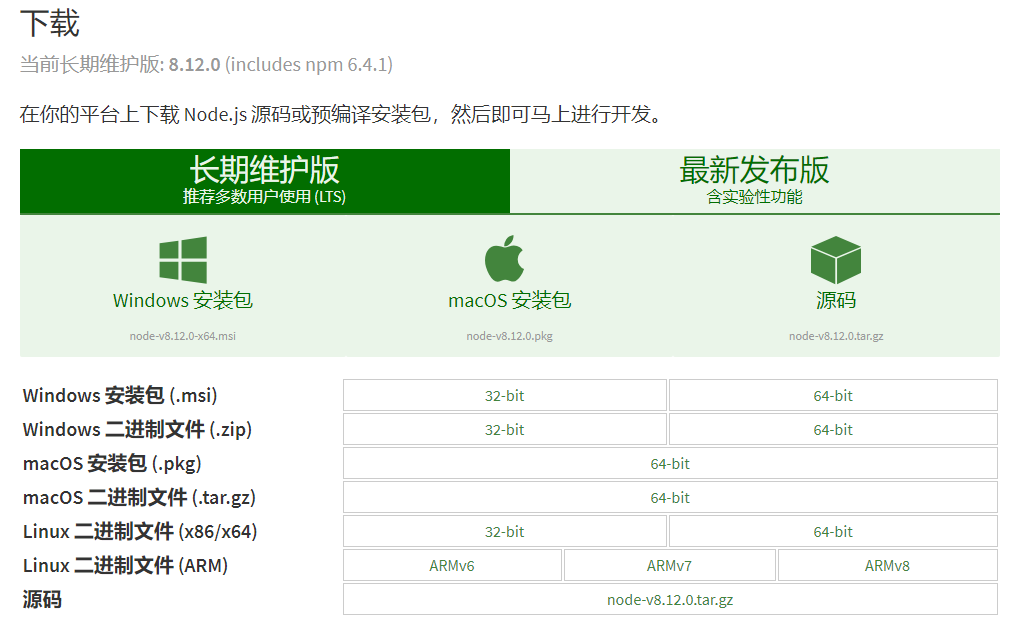 下载
当前长期维护版: 8.12.0 (includes npm 6.4.1)
在你的平台上下载 Node.js 源码或预编译安装包，然后即可马上进行开发。
长期维护版
推荐多数用户使用 (LTS)
最新发布版
含实验性功能
Windows 安装包
node-v8.12.0-x64.msi
macOS 安装包
node-v8.12.0.pkg
源码
node-v8.12.0.tar.gz
Windows 安装包 (.msi) 32-bit 64-bit
Windows 二进制文件 (.zip) 32-bit 64-bit
macOS 安装包 (.pkg) 64-bit
macOS 二进制文件 (.tar.gz) 64-bit
Linux 二进制文件 (x86/x64) 32-bit 64-bit
Linux 二进制文件 (ARM) ARMv6 ARMv7 ARMv8
源码 node-v8.12.0.tar.gz